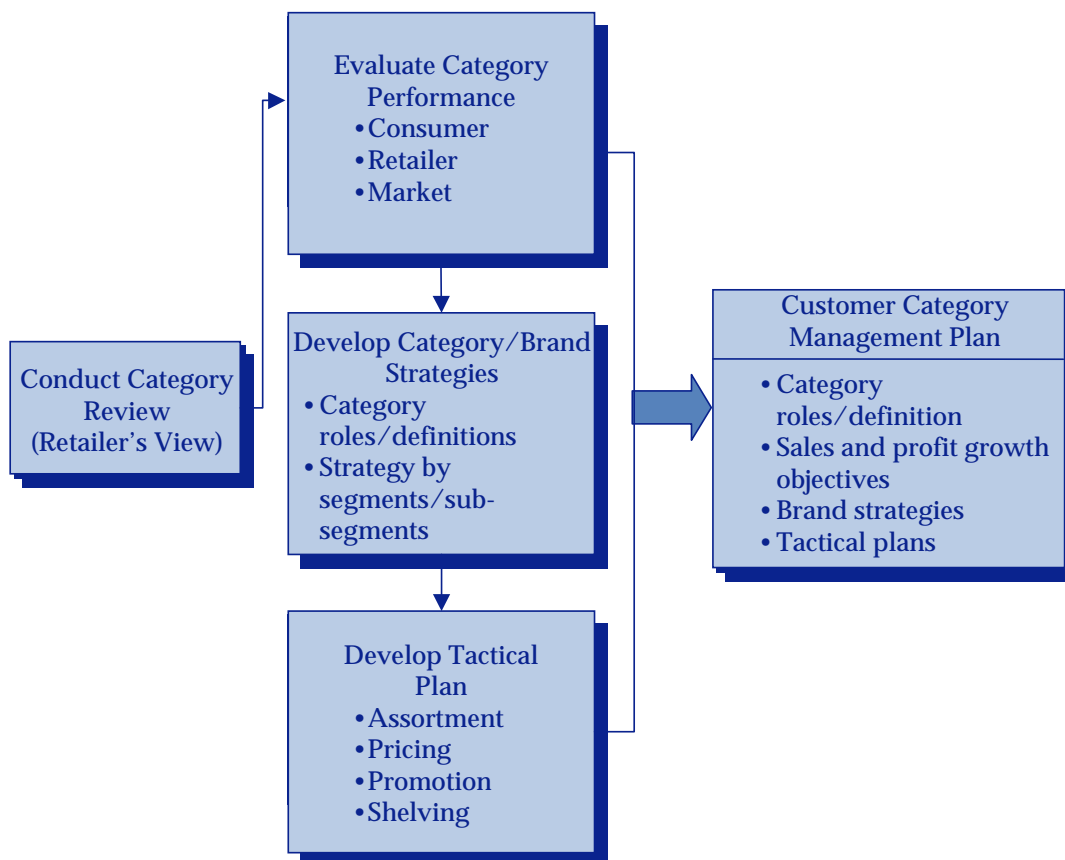 Conduct Category
Review
(Retailer's View)
Evaluate Category
Performance
•Consumer
•Retailer
•Market
Develop Category/Brand
Strategies
• Category
roles/definitions
• Strategy by
segments/sub-
segments
Develop Tactical
Plan
•Assortment
•Pricing
•Promotion
•Shelving
Customer Category
Management Plan
• Category
roles/definition
• Sales and profit growth
objectives
• Brand strategies
• Tactical plans